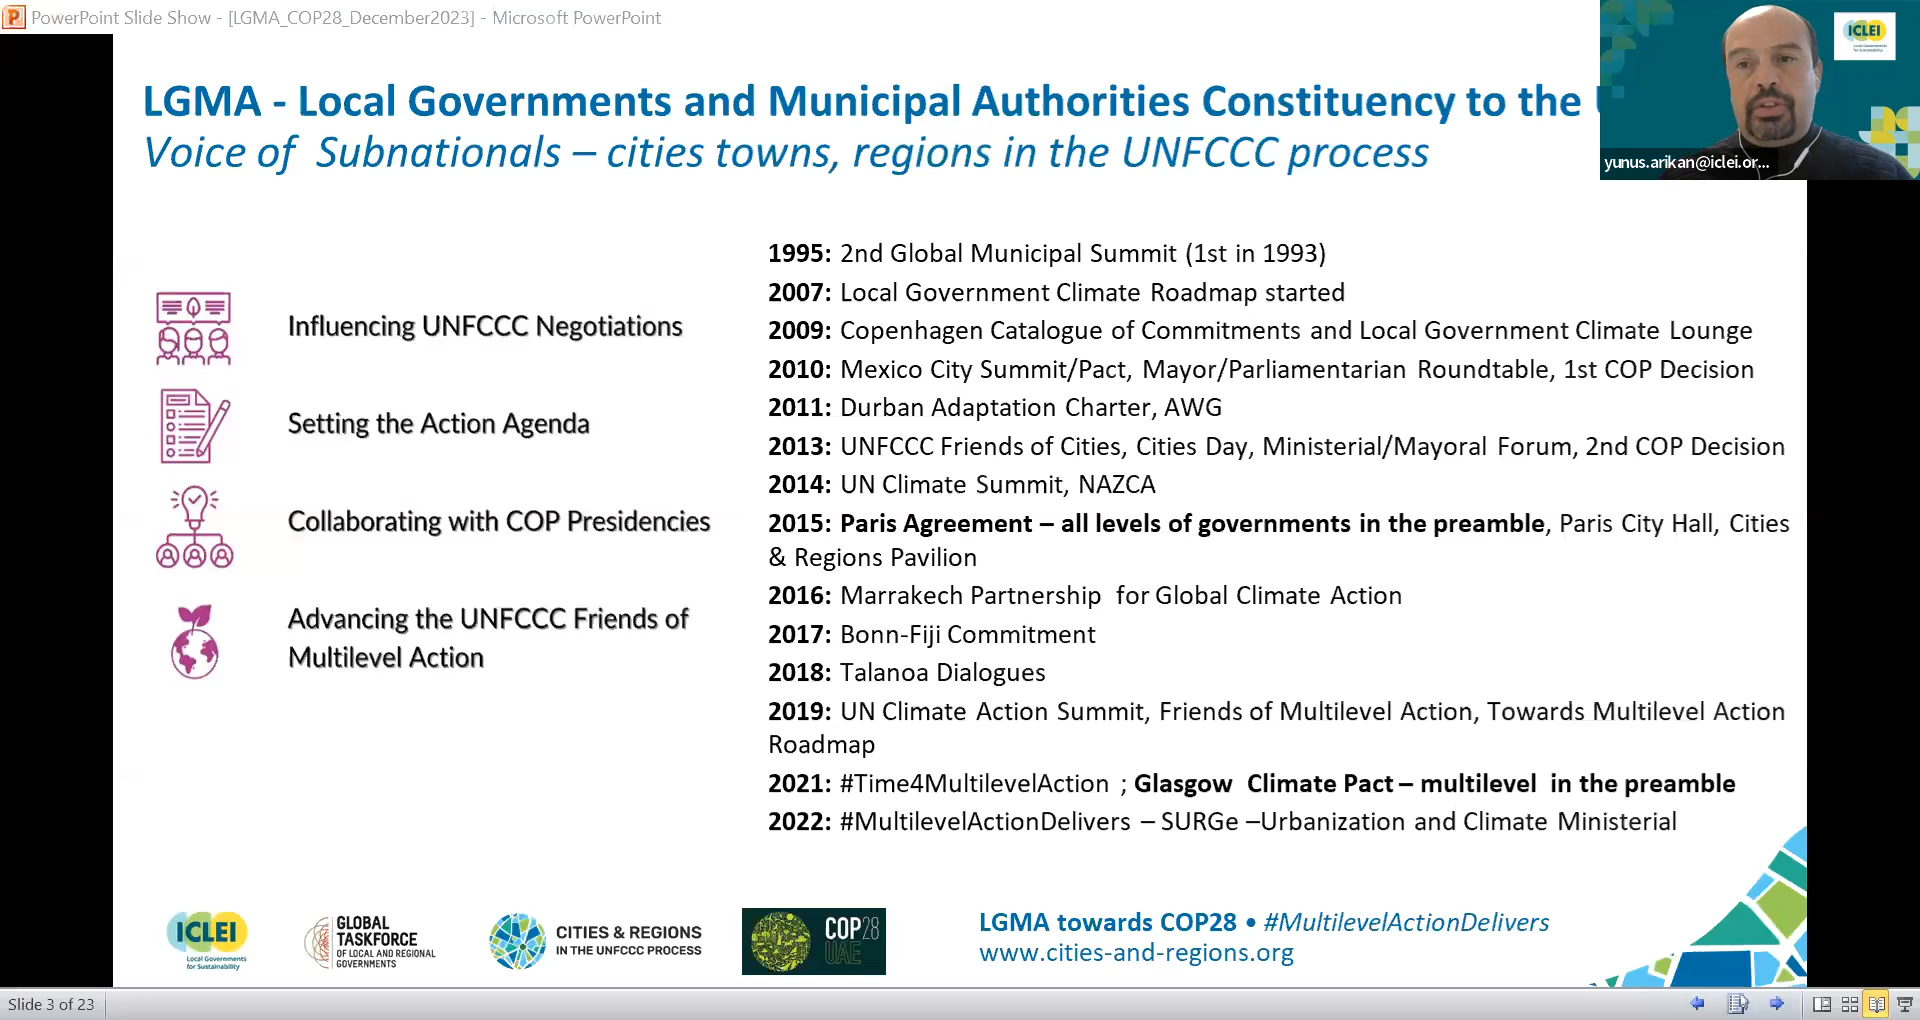 PowerPoint Slide Show - [LGMA_COP28_December2023] - Microsoft PowerPoint
ICLEI
Local Governments
for Sustainability
yunus.arikan@iclei.or...
LGMA - Local Governments and Municipal Authorities Constituency to the
Voice of Subnationals – cities towns, regions in the UNFCCC process
Influencing UNFCCC Negotiations
Setting the Action Agenda
Collaborating with COP Presidencies
Advancing the UNFCCC Friends of
Multilevel Action
1995: 2nd Global Municipal Summit (1st in 1993)
2007: Local Government Climate Roadmap started
2009: Copenhagen Catalogue of Commitments and Local Government Climate Lounge
2010: Mexico City Summit/Pact, Mayor/Parliamentarian Roundtable, 1st COP Decision
2011: Durban Adaptation Charter, AWG
2013: UNFCCC Friends of Cities, Cities Day, Ministerial/Mayoral Forum, 2nd COP Decision
2014: UN Climate Summit, NAZCA
2015: Paris Agreement – all levels of governments in the preamble, Paris City Hall, Cities
& Regions Pavilion
2016: Marrakech Partnership for Global Climate Action
2017: Bonn-Fiji Commitment
2018: Talanoa Dialogues
2019: UN Climate Action Summit, Friends of Multilevel Action, Towards Multilevel Action
Roadmap
2021: #Time4MultilevelAction ; Glasgow Climate Pact – multilevel in the preamble
2022: #MultilevelActionDelivers – SURGe –Urbanization and Climate Ministerial
ICLEI
Local Governments
for Sustainability
GLOBAL
TASKFORCE
OF LOCAL AND REGIONAL
GOVERNMENTS
CITIES & REGIONS
IN THE UNFCCC PROCESS
COP28
UAE
LGMA towards COP28 • #MultilevelActionDelivers
www.cities-and-regions.org
Slide 3 of 23